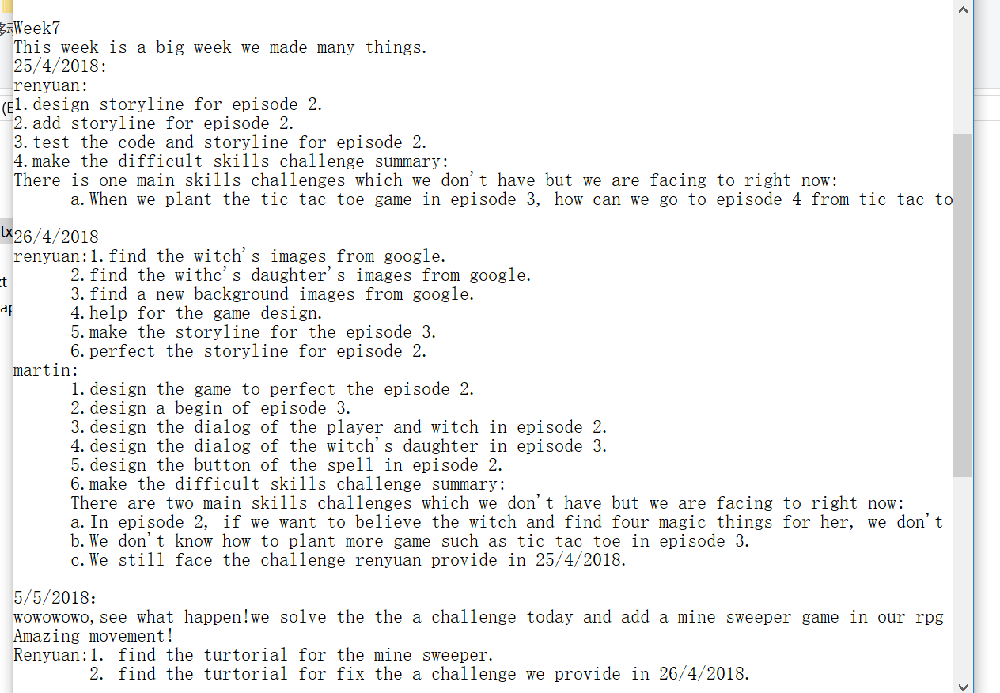 Week7
This week is a big week we made many things.
25/4/2018:
renyuan:
1.design storyline for episode 2.
2.add storyline for episode 2.
3.test the code and storyline for episode 2.
4.make the difficult skills challenge summary:
There is one main skills challenges which we don't have but we are facing to right now:
a.When we plant the tic tac toe game in episode 3, how can we go to episode 4 from tic tac to
26/4/2018
renyuan:1.find the witch's images from google.
2.find the withc's daughter's images from google.
3.find a new background images from google.
4.help for the game design.
5.make the storyline for the episode 3.
6.perfect the storyline for episode 2.
martin:
1.design the game to perfect the episode 2.
2.design a begin of episode 3.
3.design the dialog of the player and witch in episode 2.
4.design the dialog of the witch's daughter in episode 3.
5.design the button of the spell in episode 2.
6.make the difficult skills challenge summary:
There are two main skills challenges which we don't have but we are facing to right now:
a.In episode 2, if we want to believe the witch and find four magic things for her, we don't
b.We don't know how to plant more game such as tic tac toe in episode 3.
c.We still face the challenge renyuan provide in 25/4/2018.
5/5/2018:
wowowowo,see what happen!we solve the the a challenge today and add a mine sweeper game in our rpg
Amazing movement!
Renyuan:1. find the turtorial for the mine sweeper.
2. find the turtorial for fix the a challenge we provide in 26/4/2018.